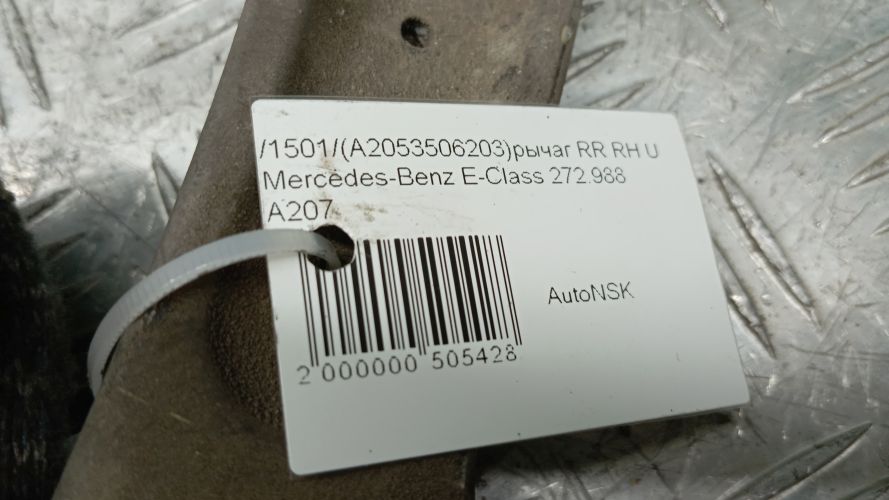 /1501/(A2053506203)рычаг RR RH U
Mercedes-Benz E-Class 272.988
A207
AutoNSK
2 000000 505428